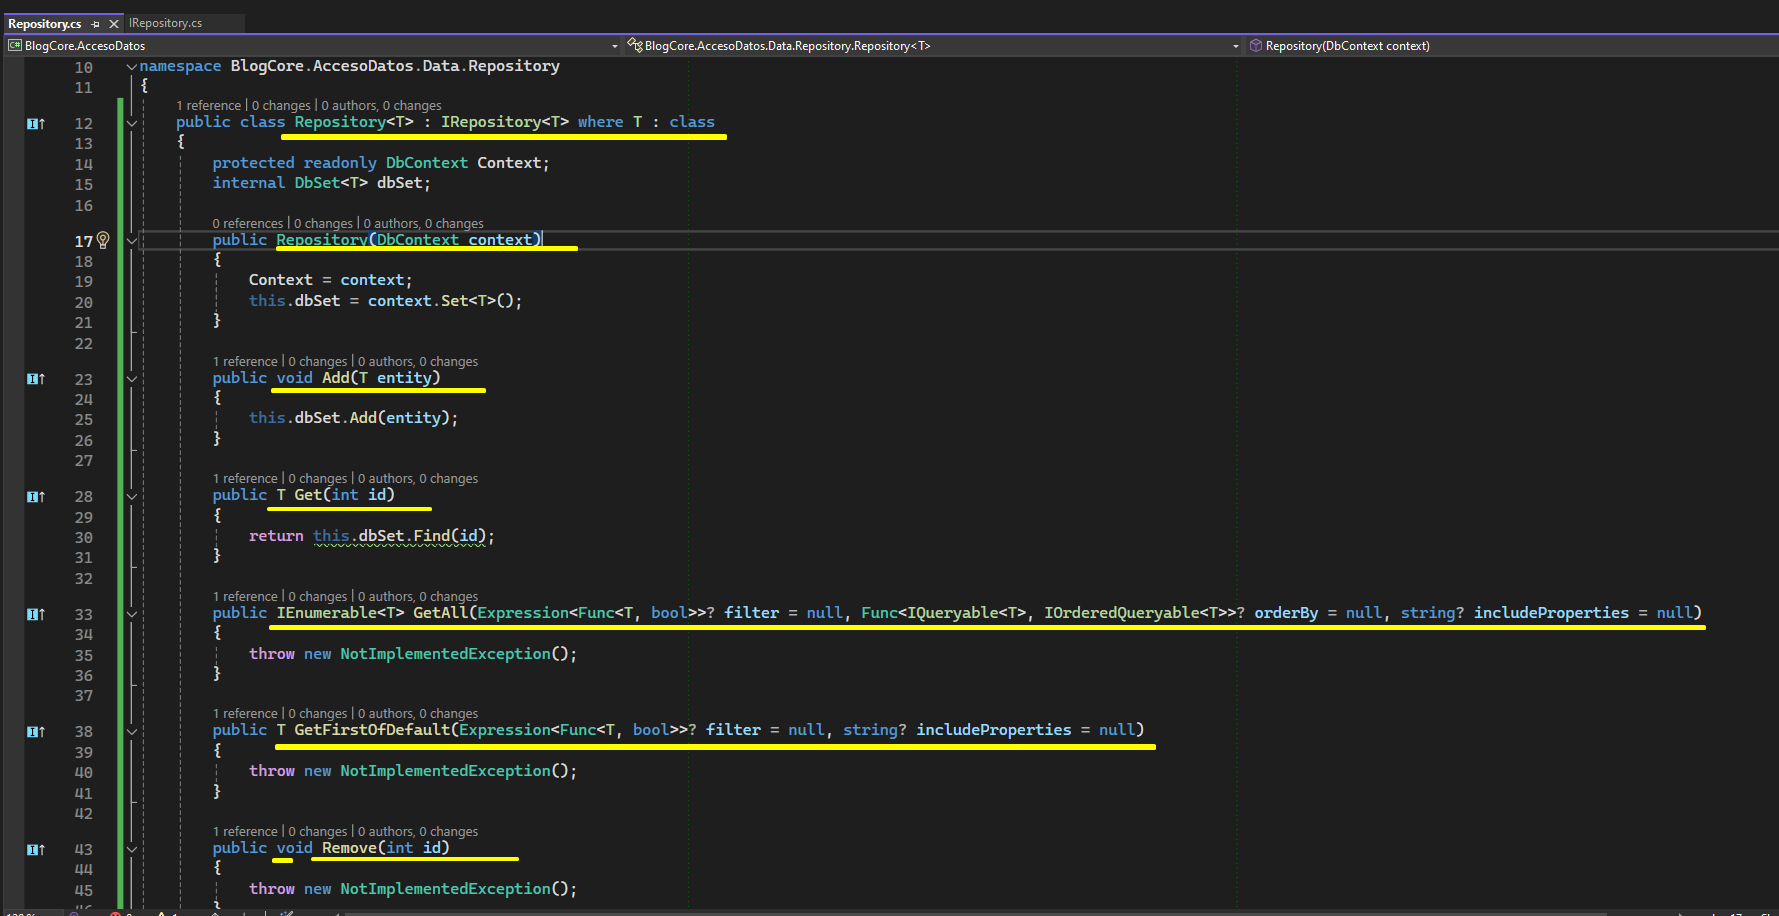 Repository.cs IRepository.cs
BlogCore.AccesoDatos BlogCore.AccesoDatos.Data.Repository.Repository<T> Repository(DbContext context)
10 namespace BlogCore.AccesoDatos.Data.Repository
11 {
1 reference | 0 changes | 0 authors, 0 changes
12 public class Repository<T> : IRepository<T> where T : class
13 {
14 protected readonly DbContext Context;
15 internal DbSet<T> dbSet;
16
0 references | 0 changes | 0 authors, 0 changes
17 public Repository(DbContext context)
18 {
19 Context = context;
20 this.dbSet = context.Set<T>();
21 }
22
1 reference | 0 changes | 0 authors, 0 changes
23 public void Add(T entity)
24 {
25 this.dbSet.Add(entity);
26 }
27
1 reference | 0 changes | 0 authors, 0 changes
28 public T Get(int id)
29 {
30 return this.dbSet.Find(id);
31 }
32
1 reference | 0 changes | 0 authors, 0 changes
33 public IEnumerable<T> GetAll(Expression<Func<T, bool>>? filter = null, Func<IQueryable<T>, IOrderedQueryable<T>>? orderBy = null, string? includeProperties = null)
34 {
35 throw new NotImplementedException();
36 }
37
1 reference | 0 changes | 0 authors, 0 changes
38 public T GetFirstOfDefault(Expression<Func<T, bool>>? filter = null, string? includeProperties = null)
39 {
40 throw new NotImplementedException();
41 }
42
1 reference | 0 changes | 0 authors, 0 changes
43 public void Remove(int id)
44 {
45 throw new NotImplementedException();